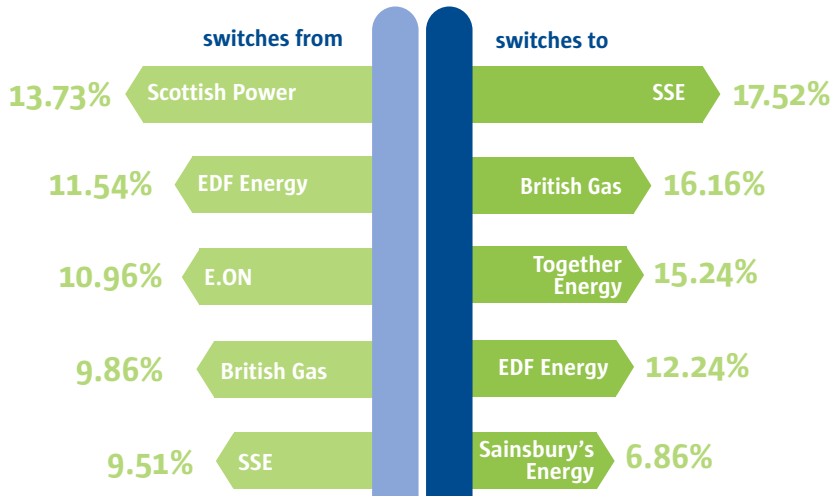 switches from
switches to
13.73%
Scottish Power
SSE
17.52%
11.54%
EDF Energy
British Gas
16.16%
10.96%
E.ON
Together
Energy
15.24%
9.86%
British Gas
EDF Energy
12.24%
9.51%
SSE
Sainsbury's
Energy
6.86%